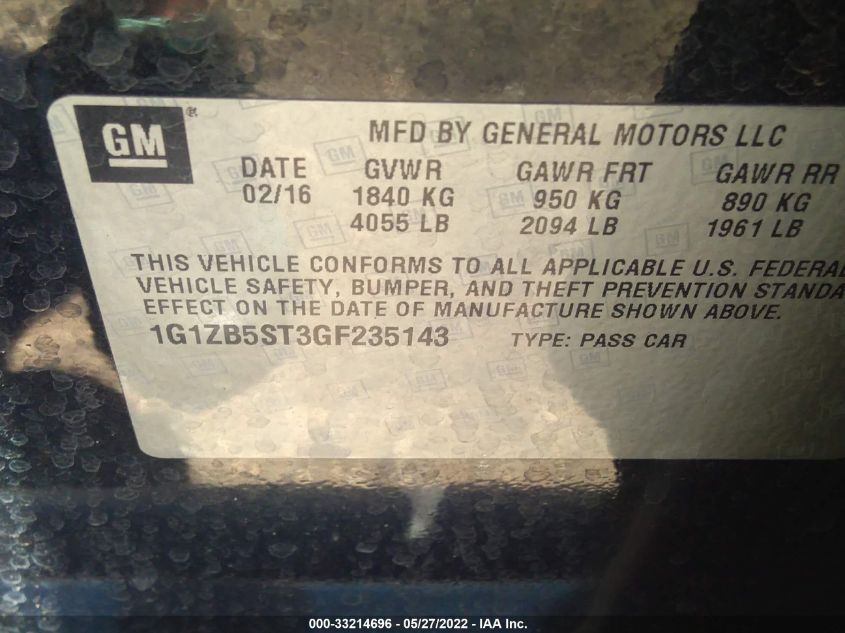 GM ®
MFD BY GENERAL MOTORS LLC
DATE GVWR GAWR FRT GAWR RR
02/16 1840 KG 950 KG 890 KG
4055 LB 2094 LB 1961 LB
THIS VEHICLE CONFORMS TO ALL APPLICABLE U.S. FEDERAL
VEHICLE SAFETY, BUMPER, AND THEFT PREVENTION STANDA
EFFECT ON THE DATE OF MANUFACTURE SHOWN ABOVE.
1G1ZB5ST3GF235143 TYPE: PASS CAR
000-33214696 - 05/27/2022 - IAA Inc.